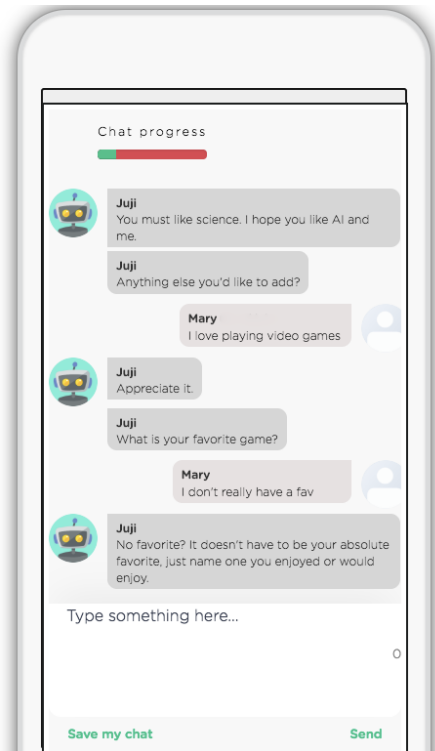 Chat progress
Juji
You must like science. I hope you like AI and
me.
Juji
Anything else you'd like to add?
Mary
I love playing video games
Juji
Appreciate it.
Juji
What is your favorite game?
Mary
I don't really have a fav
Juji
No favorite? It doesn't have to be your absolute
favorite, just name one you enjoyed or would
enjoy.
Type something here...
0
Save my chat
Send